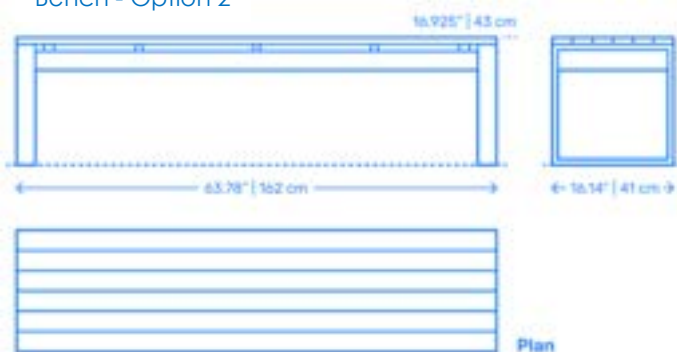 Bench - Option 2
16.925" | 43 cm
63.78" | 162 cm
16.14" | 41 cm
Plan